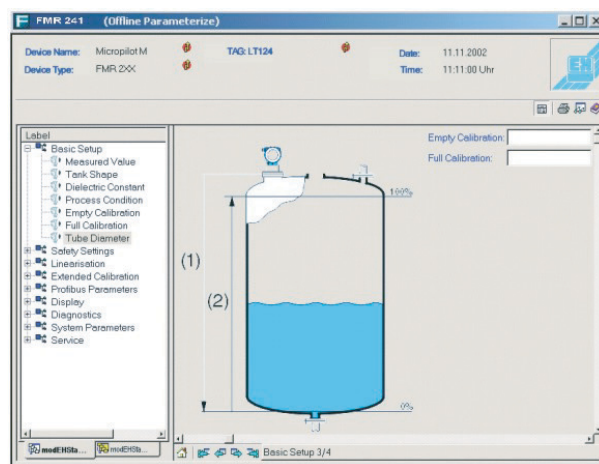 FMR 241 (Offline Parameterize)
Device Name: Micropilot M TAG: LT124 Date: 11.11.2002
Device Type: FMR 2XX Time: 11:11:00 Uhr
Label
Basic Setup
Measured Value
Tank Shape
Dielectric Constant
Process Condition
Empty Calibration
Full Calibration
Tube Diameter
Safety Settings
Linearisation
Extended Calibration
Profibus Parameters
Display
Diagnostics
System Parameters
Service
Empty Calibration:
Full Calibration:
100%
(1)
(2)
0%
modEHSta... modEHSta...
Basic Setup 3/4